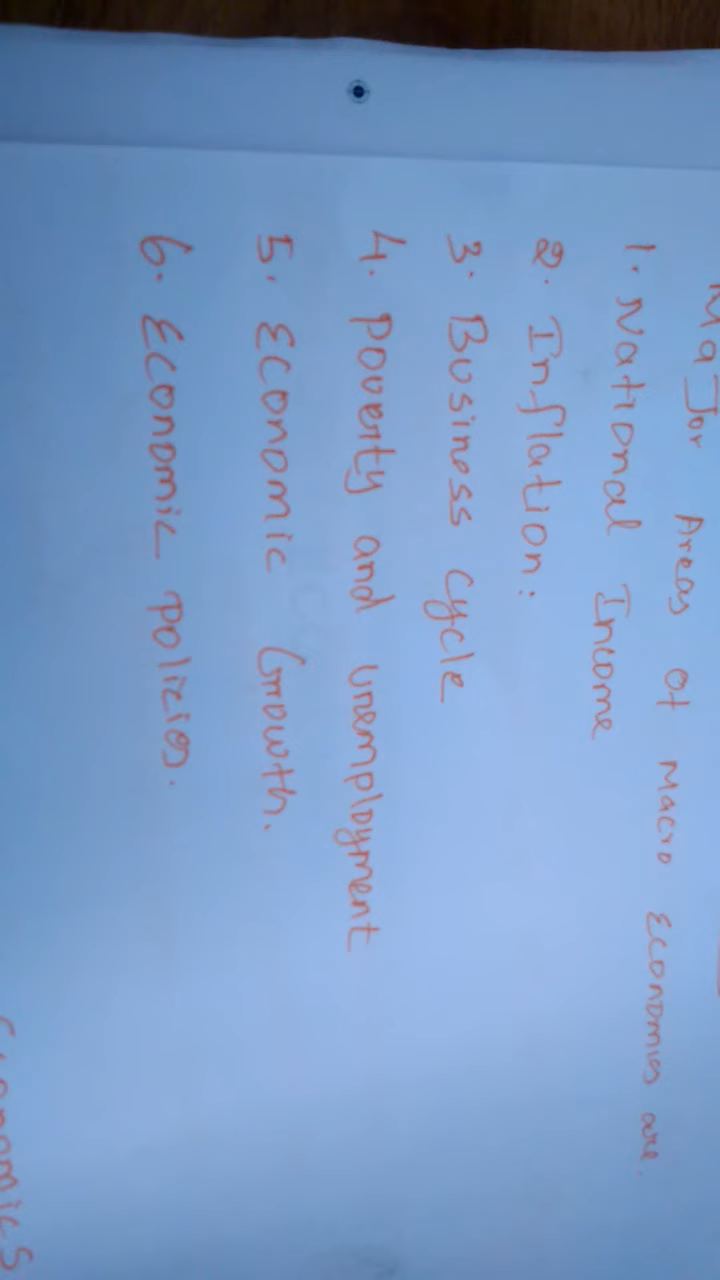 Major Areas of Macro Economics are.
1. National Income
2. Inflation:
3. Business cycle
4. Poverty and unemployment
5. Economic Growth.
6. Economic policies.